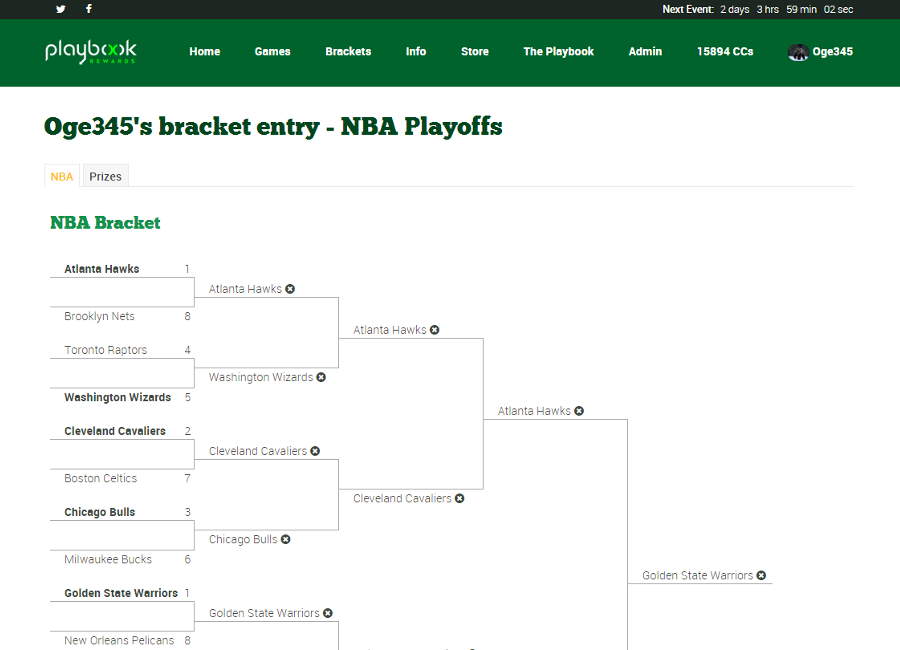 Next Event: 2 days 3 hrs 59 min 02 sec
playbook REWARDS
Home Games Brackets Info Store The Playbook Admin 15894 CCs Oge345
Oge345's bracket entry - NBA Playoffs
NBA Prizes
NBA Bracket
Atlanta Hawks 1
Atlanta Hawks
Brooklyn Nets 8
Atlanta Hawks
Toronto Raptors 4
Washington Wizards
Washington Wizards 5
Atlanta Hawks
Cleveland Cavaliers 2
Cleveland Cavaliers
Boston Celtics 7
Cleveland Cavaliers
Chicago Bulls 3
Chicago Bulls
Milwaukee Bucks 6
Golden State Warriors
Golden State Warriors 1
Golden State Warriors
New Orleans Pelicans 8